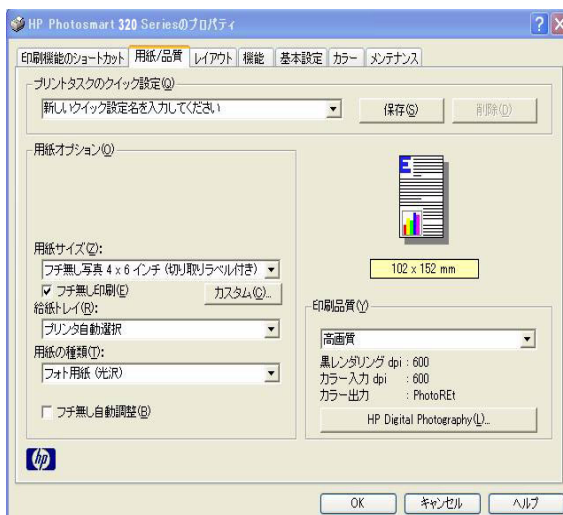 HP Photosmart 320 Seriesのプロパティ
印刷機能のショートカット 用紙/品質 レイアウト 機能 基本設定 カラー メンテナンス
プリントタスクのクイック設定(Q)
新しいクイック設定名を入力してください 保存(S) 削除(D)
用紙オプション(O)
用紙サイズ(Z):
フチ無し写真 4 x 6 インチ (切り取りラベル付き)
フチ無し印刷(E) カスタム(C)...
給紙トレイ(R):
プリンタ自動選択
用紙の種類(T):
フォト用紙 (光沢)
フチ無し自動調整(B)
E
102 x 152 mm
印刷品質(Y)
高画質
黒レンダリング dpi : 600
カラー入力 dpi : 600
カラー出力 : PhotoREt
HP Digital Photography(L)...
hp
OK キャンセル ヘルプ